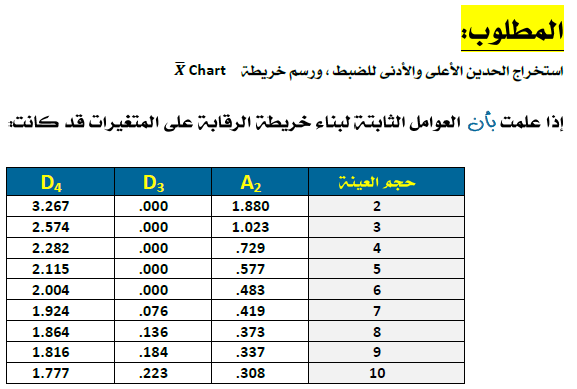 المطلوب:
استخراج الحدين الأعلى والأدنى للضبط ، ورسم خريطة X̅ Chart
إذا علمت بأن العوامل الثابتة لبناء خريطة الرقابة على المتغيرات قد كانت:
حجم العينة A2 D3 D4
2 1.880 .000 3.267
3 1.023 .000 2.574
4 .729 .000 2.282
5 .577 .000 2.115
6 .483 .000 2.004
7 .419 .076 1.924
8 .373 .136 1.864
9 .337 .184 1.816
10 .308 .223 1.777